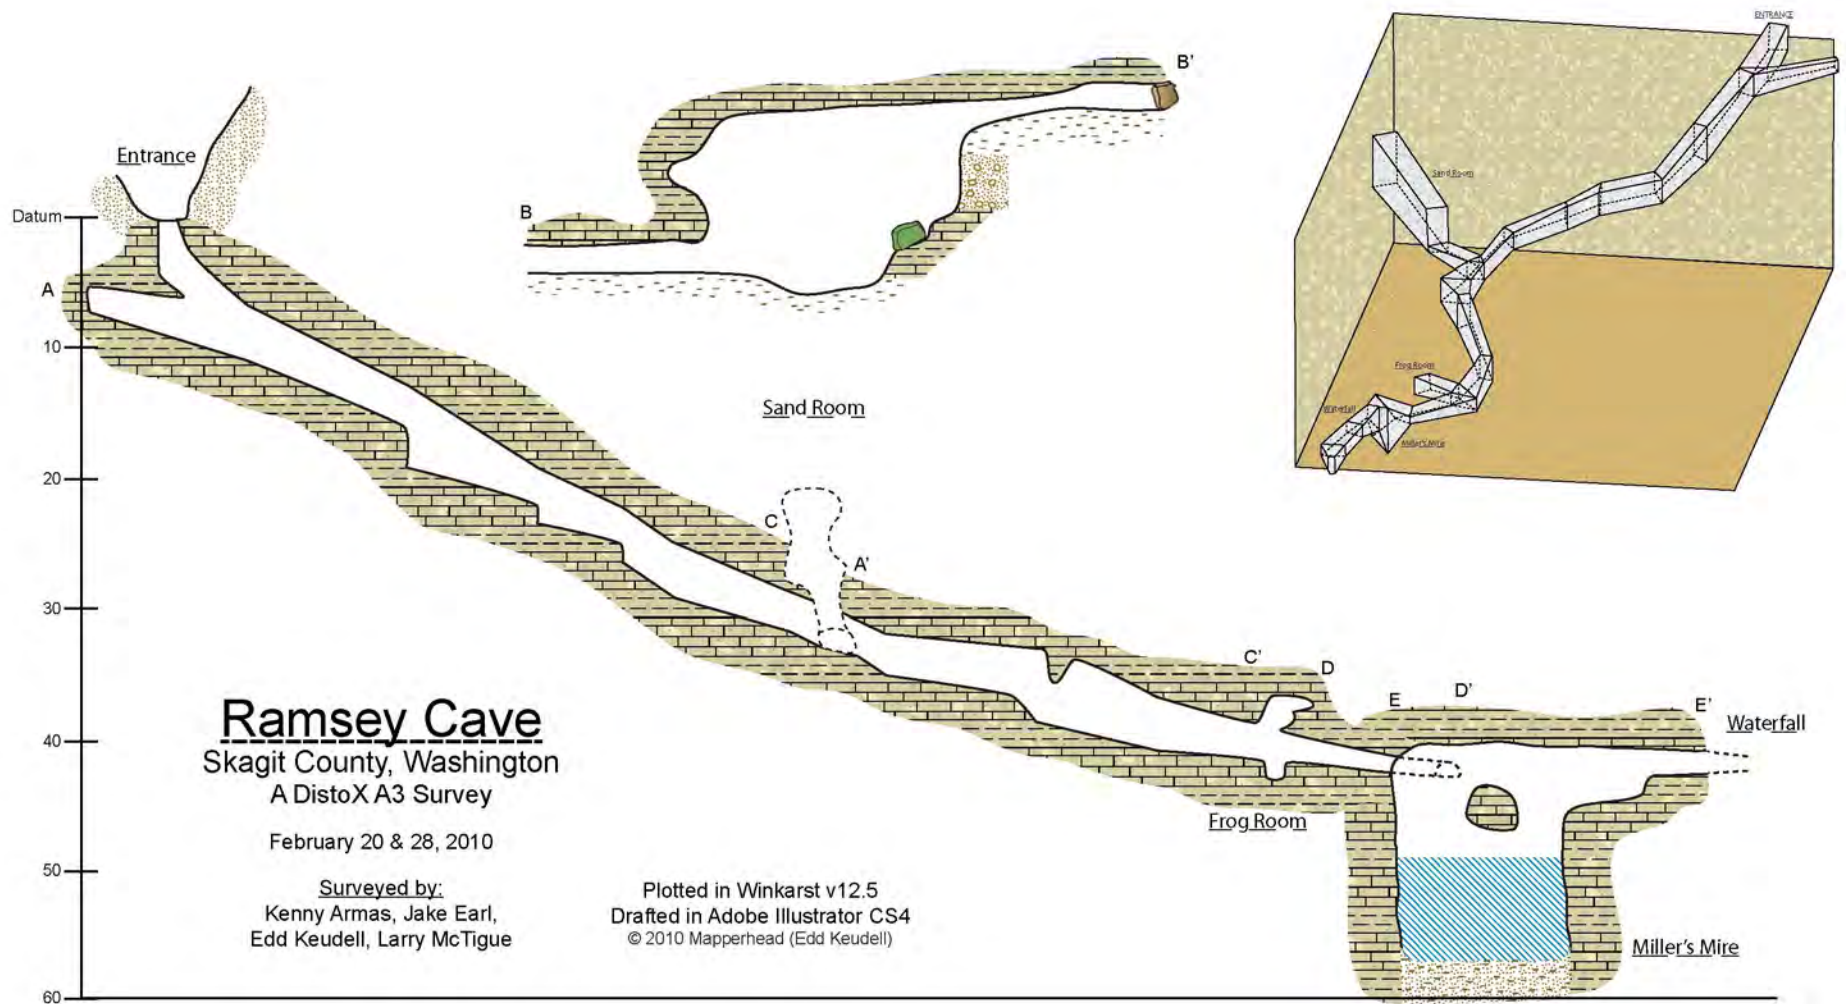 Entrance
Datum
A
10
20
30
40
50
60
B
B'
Sand Room
C
A'
C'
D
E
D'
E'
Waterfall
Frog Room
Miller's Mire
Ramsey Cave
Skagit County, Washington
A DistoX A3 Survey
February 20 & 28, 2010
Surveyed by:
Kenny Armas, Jake Earl,
Edd Keudell, Larry McTigue
Plotted in Winkarst v12.5
Drafted in Adobe Illustrator CS4
© 2010 Mapperhead (Edd Keudell)
ENTRANCE
Sand Room
Frog Room
Waterfall
Miller's Mire